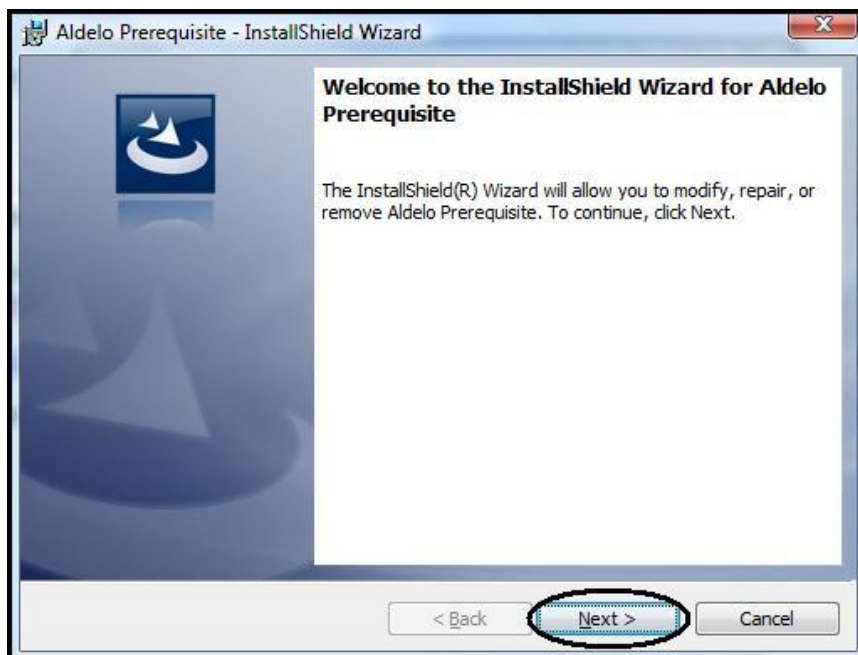 Aldelo Prerequisite - InstallShield Wizard
Welcome to the InstallShield Wizard for Aldelo
Prerequisite
The InstallShield(R) Wizard will allow you to modify, repair, or
remove Aldelo Prerequisite. To continue, click Next.
< Back
Next >
Cancel